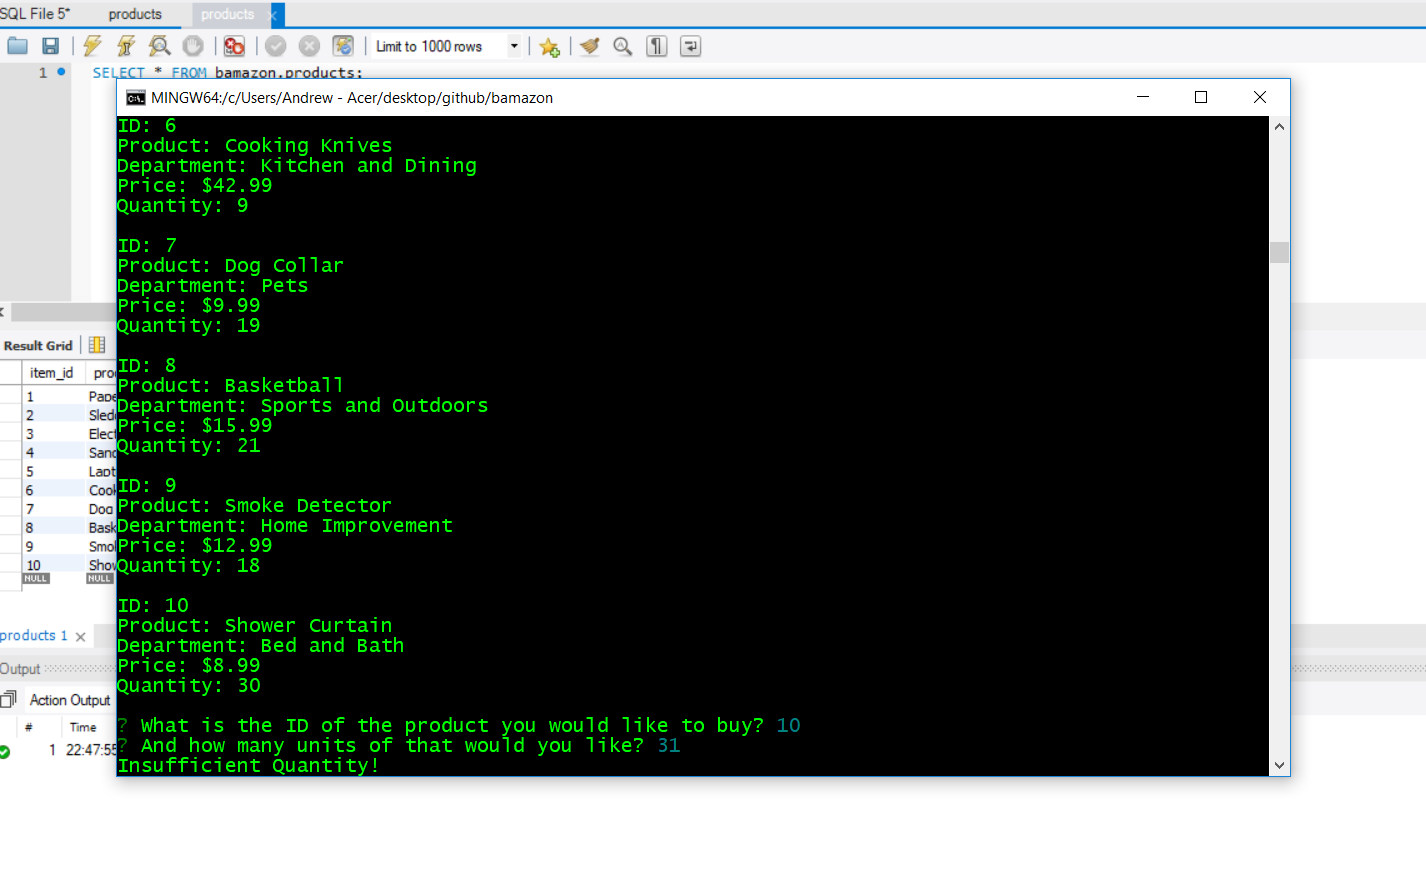 SQL File 5* products products
Limit to 1000 rows
1 SELECT * FROM bamazon.products;
MINGW64:/c/Users/Andrew - Acer/desktop/github/bamazon
ID: 6
Product: Cooking Knives
Department: Kitchen and Dining
Price: $42.99
Quantity: 9
ID: 7
Product: Dog Collar
Department: Pets
Price: $9.99
Quantity: 19
ID: 8
Product: Basketball
Department: Sports and Outdoors
Price: $15.99
Quantity: 21
ID: 9
Product: Smoke Detector
Department: Home Improvement
Price: $12.99
Quantity: 18
ID: 10
Product: Shower Curtain
Department: Bed and Bath
Price: $8.99
Quantity: 30
? What is the ID of the product you would like to buy? 10
? And how many units of that would you like? 31
Insufficient Quantity!
Result Grid
item_id pro
1 Pape
2 Sled
3 Elect
4 Sand
5 Lapt
6 Cool
7 Dog
8 Bask
9 Smo
10 Sho
NULL NULL
products 1
Output
Action Output
# Time
1 22:47:55